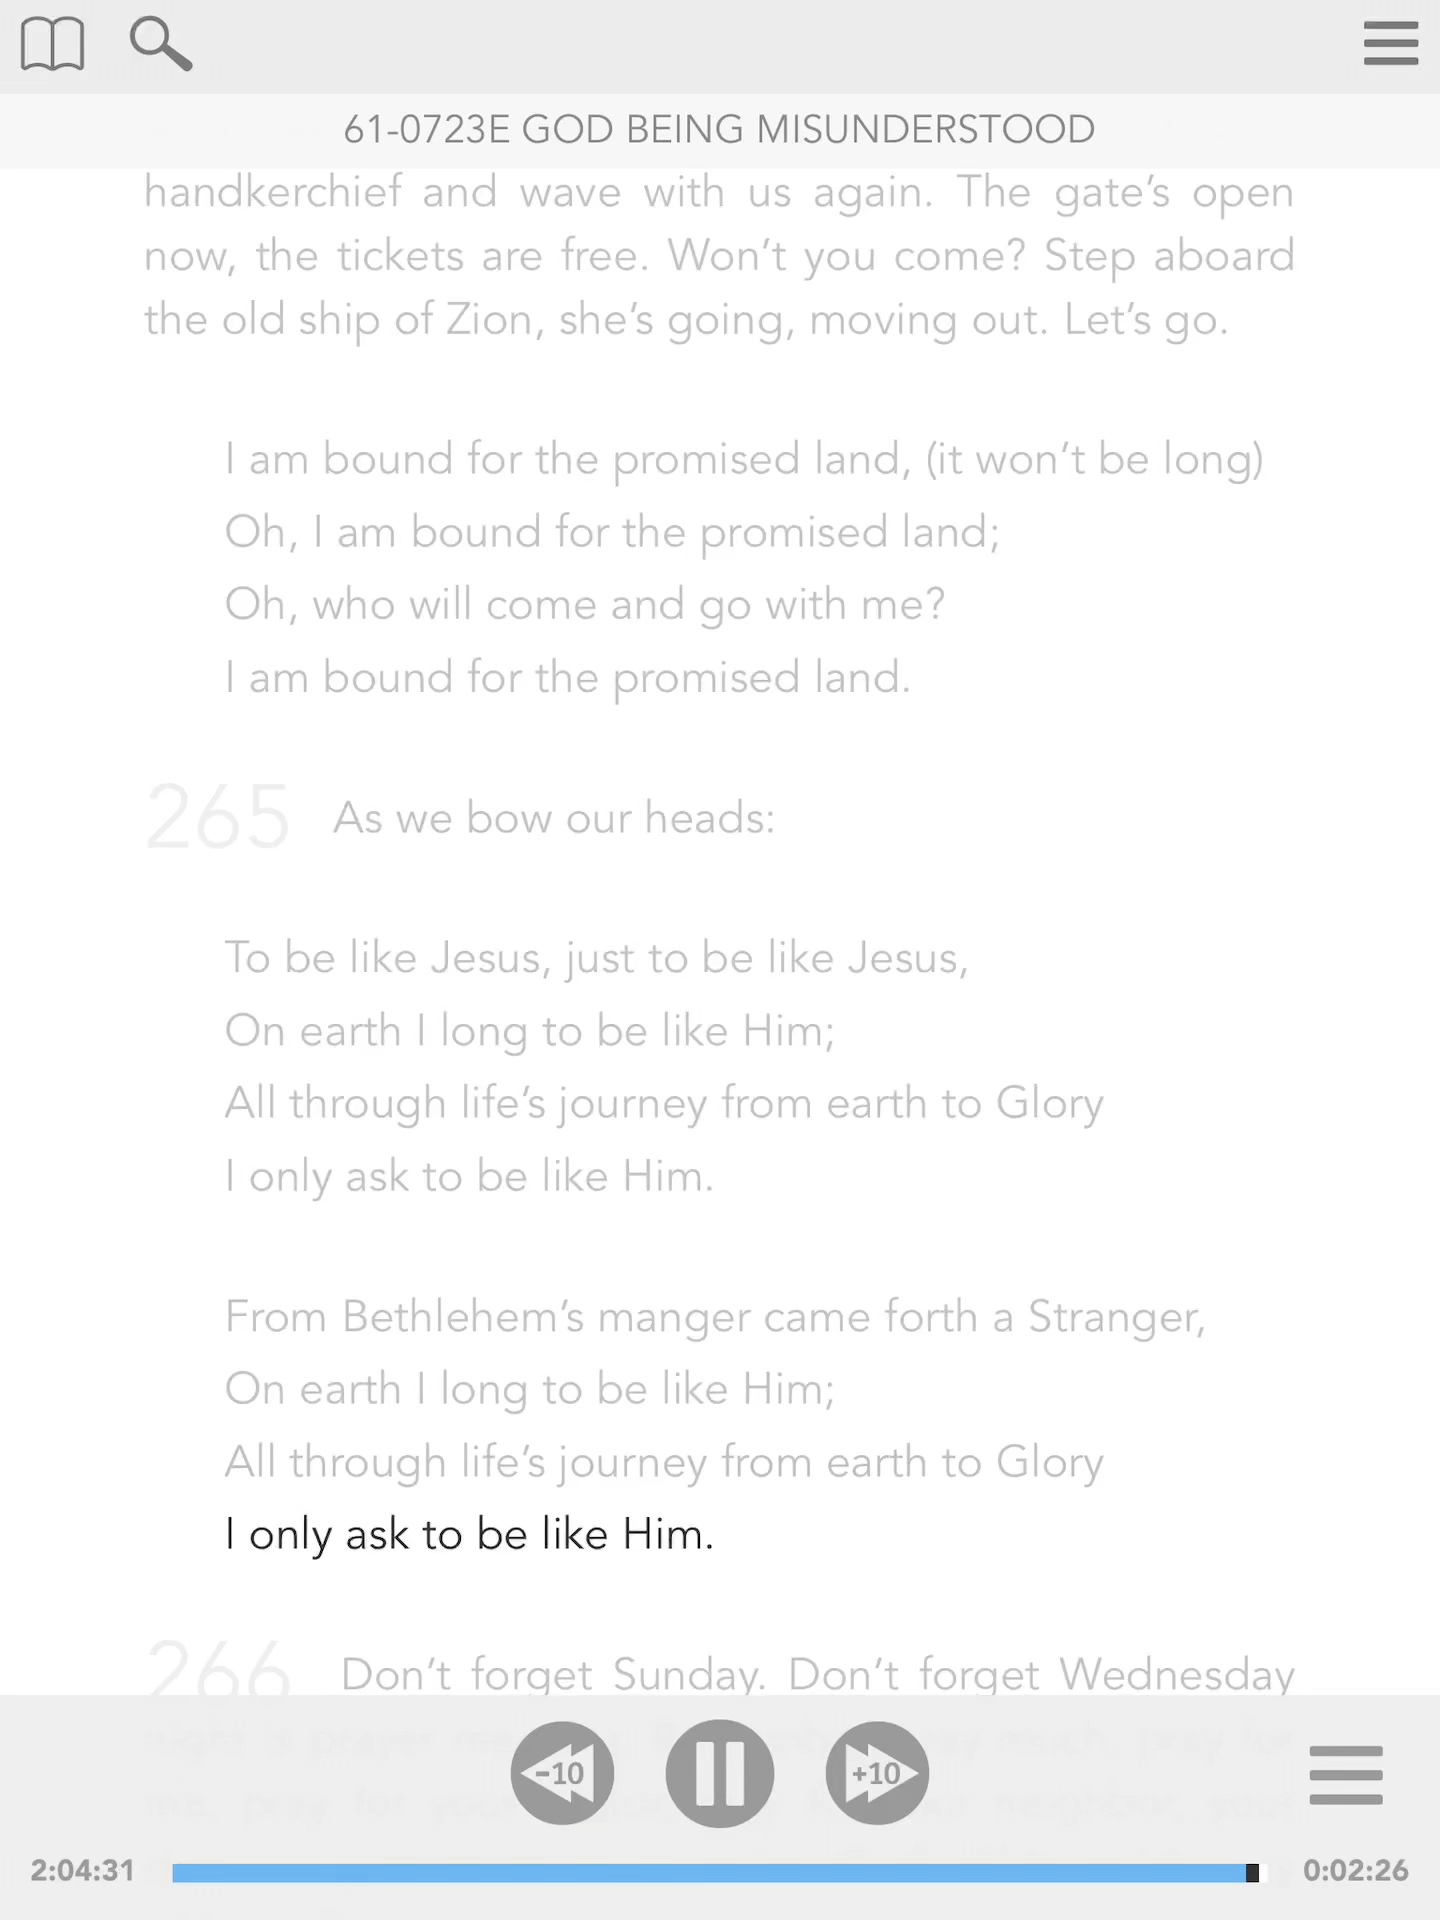 61-0723E GOD BEING MISUNDERSTOOD
handkerchief and wave with us again. The gate’s open
now, the tickets are free. Won’t you come? Step aboard
the old ship of Zion, she’s going, moving out. Let’s go.
I am bound for the promised land, (it won’t be long)
Oh, I am bound for the promised land;
Oh, who will come and go with me?
I am bound for the promised land.
265 As we bow our heads:
To be like Jesus, just to be like Jesus,
On earth I long to be like Him;
All through life’s journey from earth to Glory
I only ask to be like Him.
From Bethlehem’s manger came forth a Stranger,
On earth I long to be like Him;
All through life’s journey from earth to Glory
I only ask to be like Him.
266 Don’t forget Sunday. Don’t forget Wednesday
-10 +10
2:04:31 0:02:26